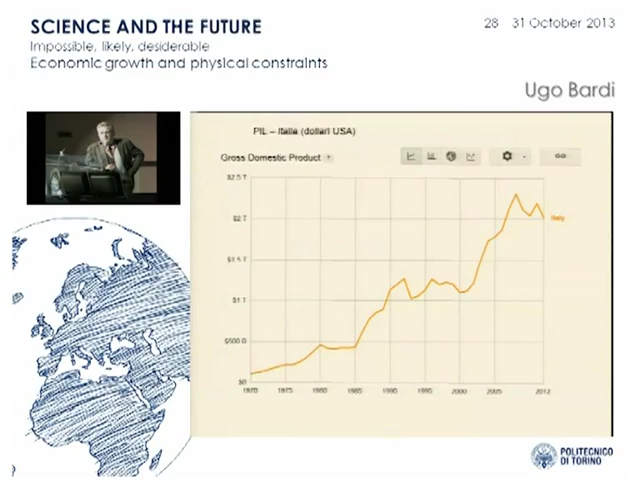 SCIENCE AND THE FUTURE
28 31 October 2013
Impossible, likely, desiderable
Economic growth and physical constraints
Ugo Bardi
PIL – Italia (dollari USA)
Gross Domestic Product
$2.5 T
$2 T
Italy
$1.5 T
$1 T
$500 G
$0
1970 1975 1980 1985 1990 1995 2000 2005 2012
POLITECNICO
DI TORINO